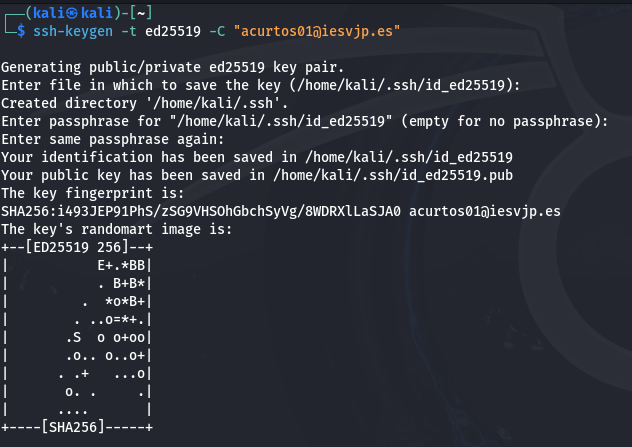 ┌──(kali㉿kali)-[~]
└─$ ssh-keygen -t ed25519 -C "acurtos01@iesvjp.es"
Generating public/private ed25519 key pair.
Enter file in which to save the key (/home/kali/.ssh/id_ed25519):
Created directory '/home/kali/.ssh'.
Enter passphrase for "/home/kali/.ssh/id_ed25519" (empty for no passphrase):
Enter same passphrase again:
Your identification has been saved in /home/kali/.ssh/id_ed25519
Your public key has been saved in /home/kali/.ssh/id_ed25519.pub
The key fingerprint is:
SHA256:i493JEP91PhS/zSG9VHSOhGbchSyVg/8WDRXlLaSJA0 acurtos01@iesvjp.es
The key's randomart image is:
+--[ED25519 256]--+
|           E+.*BB|
|           . B+B*|
|         .  *o*B+|
|        . ..o=*+.|
|       .S  o o+oo|
|       .o.. o..o+|
|      . .+   ...o|
|       o. .     .|
|      ....       |
+----[SHA256]-----+